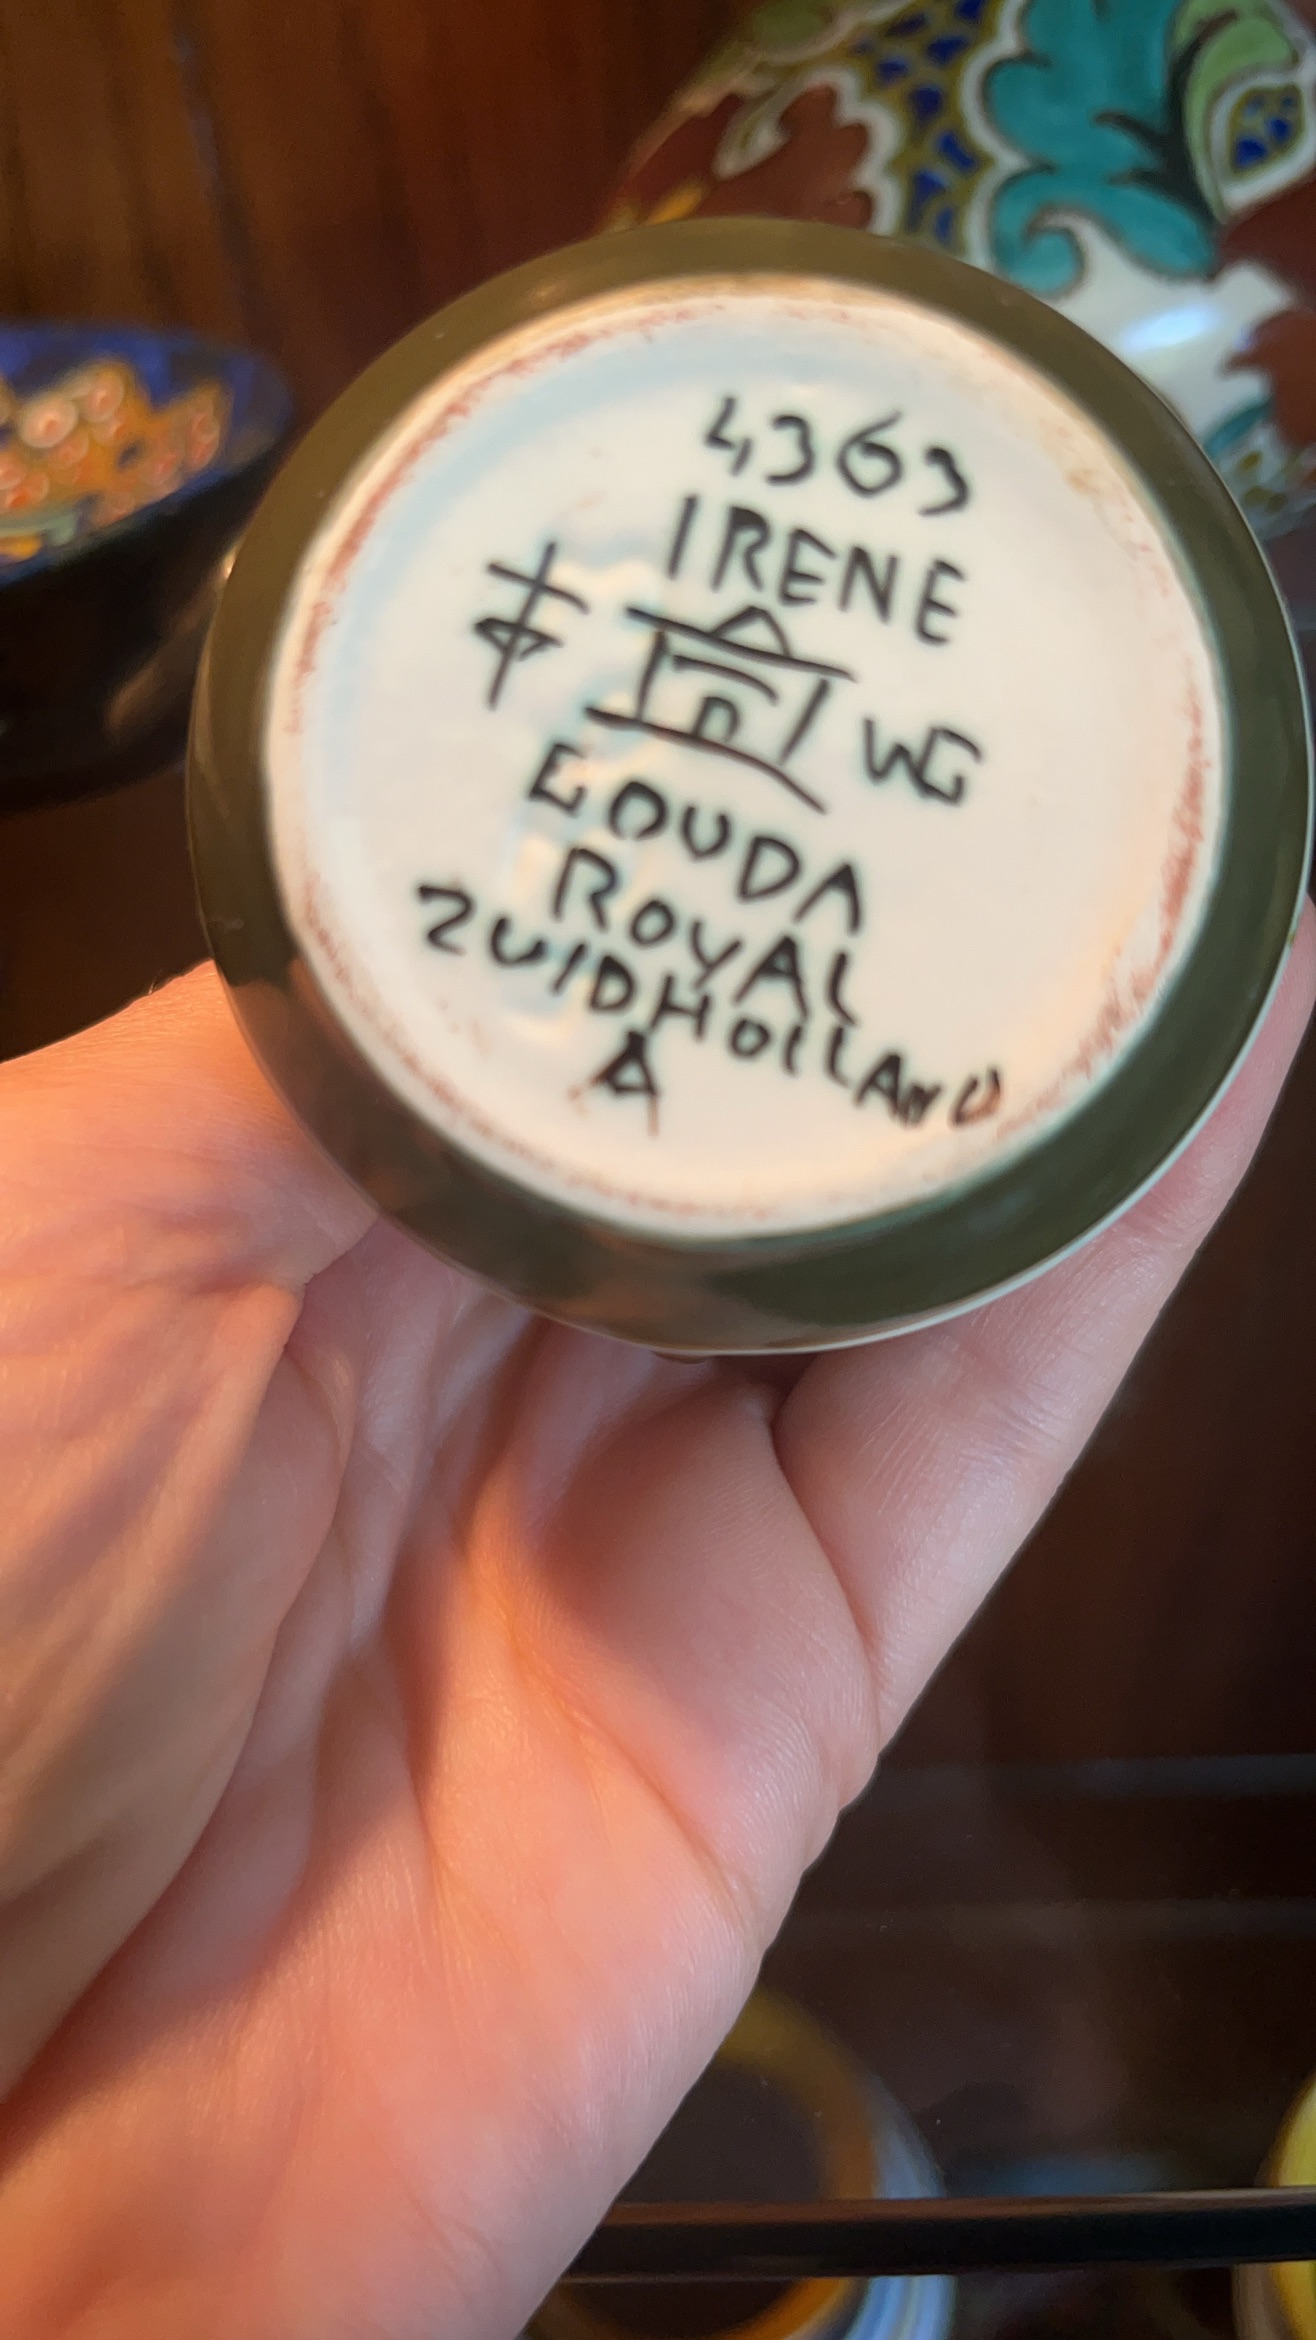 4363
IRENE
WG
GOUDA
ROYAL
ZUIDHOLLAND
A